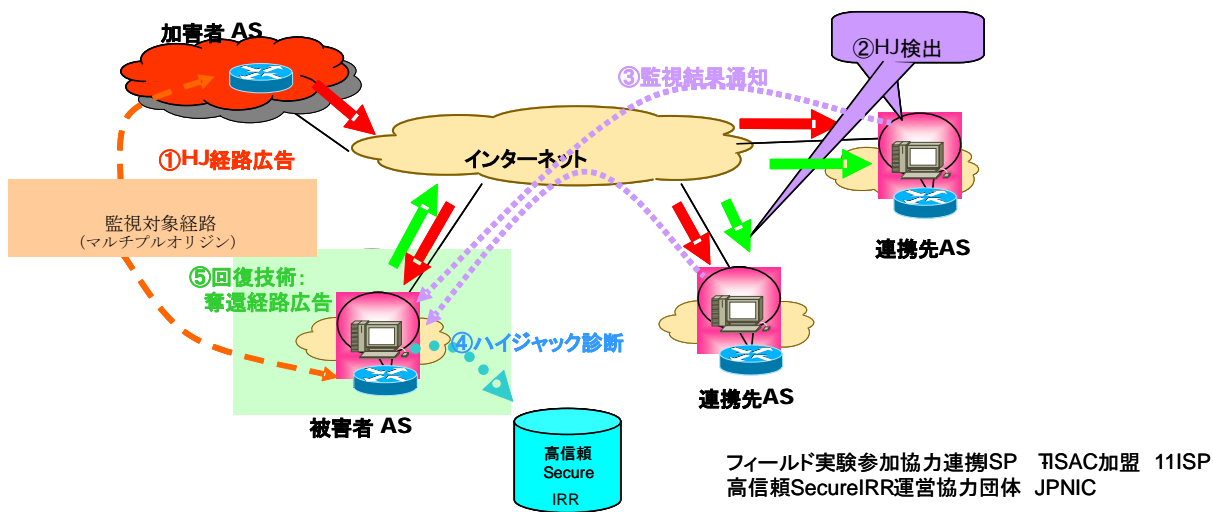 加害者 AS
②HJ検出
③監視結果通知
①HJ経路広告
インターネット
監視対象経路
(マルチプルオリジン)
連携先AS
⑤回復技術:
奪還経路広告
④ハイジャック診断
連携先AS
被害者 AS
高信頼
Secure
IRR
フィールド実験参加協力連携ISP ISAC加盟 11ISP
高信頼SecureIRR運営協力団体 JPNIC